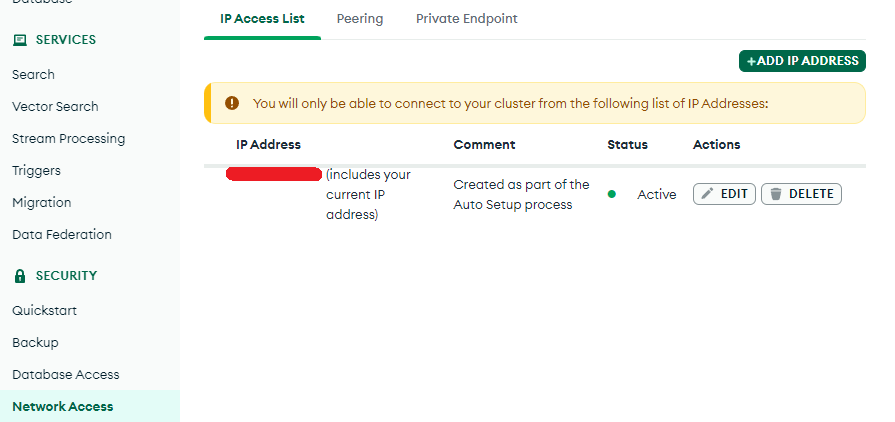 IP Access List
Peering
Private Endpoint
SERVICES
Search
Vector Search
Stream Processing
Triggers
Migration
Data Federation
SECURITY
Quickstart
Backup
Database Access
Network Access
+ADD IP ADDRESS
You will only be able to connect to your cluster from the following list of IP Addresses:
IP Address
Comment
Status
Actions
(includes your
current IP
address)
Created as part of the
Auto Setup process
Active
EDIT
DELETE